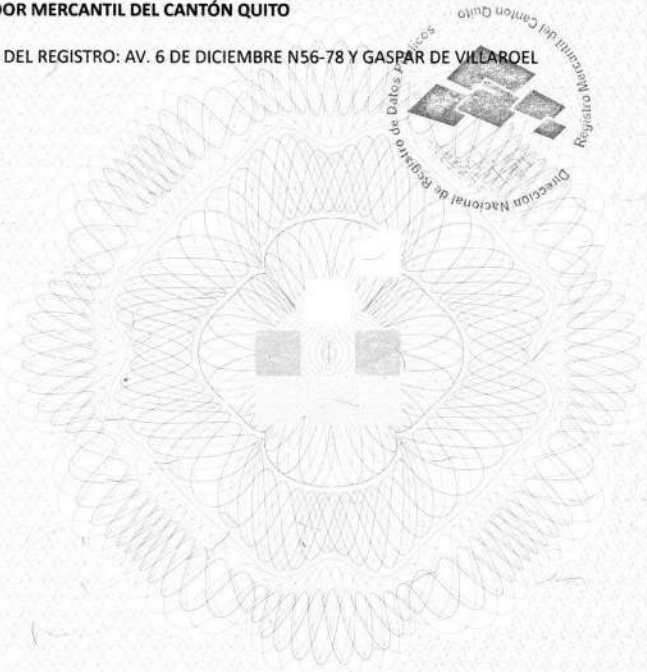 OR MERCANTIL DEL CANTÓN QUITO
DEL REGISTRO: AV. 6 DE DICIEMBRE N56-78 Y GASPAR DE VILLAROEL
Dirección Nacional de Registro de Datos Públicos
Registro Mercantil del Cantón Quito